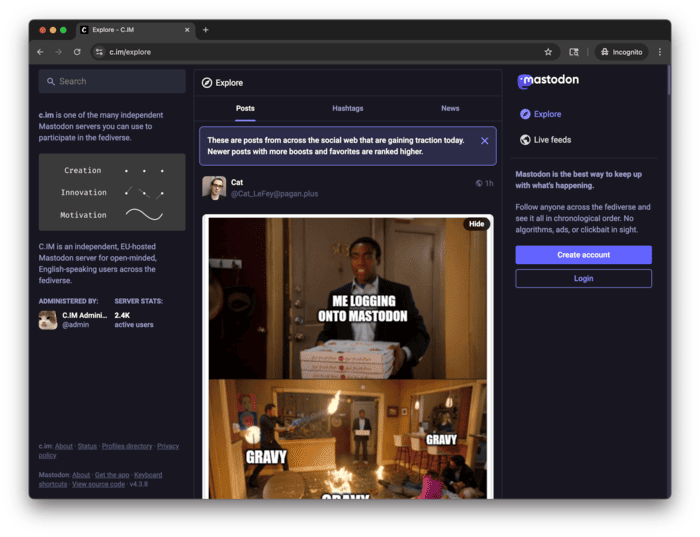 Explore – C.IM
c.im/explore
Incognito
Search
c.im is one of the many independent
Mastodon servers you can use to
participate in the fediverse.
Creation
Innovation
Motivation
C.IM is an independent, EU-hosted
Mastodon server for open-minded,
English-speaking users across the
fediverse.
ADMINISTERED BY:
C.IM Admini...
@admin
SERVER STATS:
2.4K
active users
c.im: About · Status · Profiles directory · Privacy
policy
Mastodon: About · Get the app · Keyboard
shortcuts · View source code · v4.3.8
Explore
Posts Hashtags News
These are posts from across the social web that are gaining traction today.
Newer posts with more boosts and favorites are ranked higher.
Cat
1h
@Cat_LeFey@pagan.plus
Hide
ME LOGGING
ONTO MASTODON
GRAVY
GRAVY
GRAVY
mastodon
Explore
Live feeds
Mastodon is the best way to keep up
with what's happening.
Follow anyone across the fediverse and
see it all in chronological order. No
algorithms, ads, or clickbait in sight.
Create account
Login